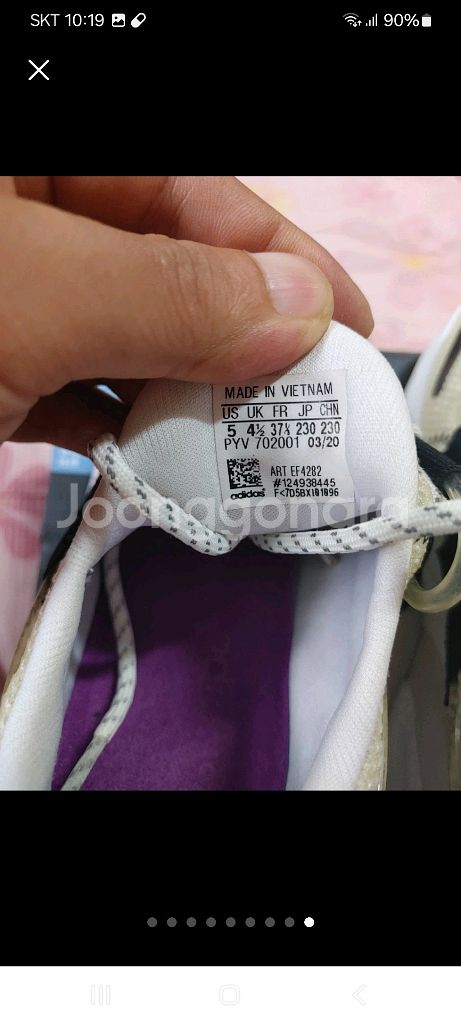 SKT 10:19
90%
MADE IN VIETNAM
US UK FR JP CHN
5 4½ 37⅓ 230 230
PYV 702001 03/20
ART EF4282
#124938445
adidas F<7D5BX101096
Joonggonara